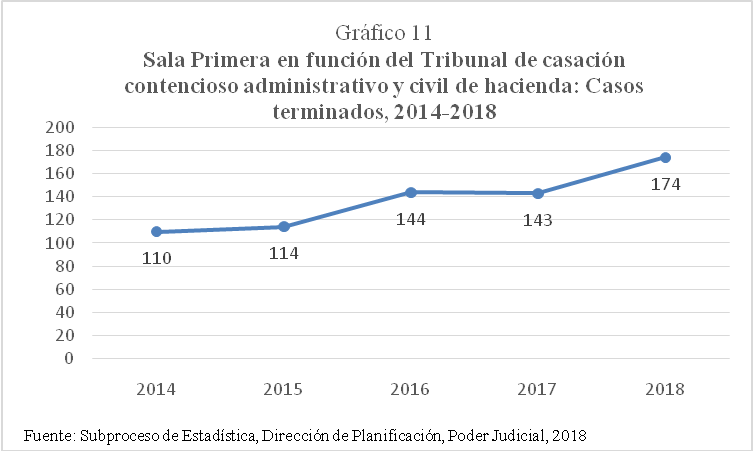 Gráfico 11
Sala Primera en función del Tribunal de casación
contencioso administrativo y civil de hacienda: Casos
terminados, 2014-2018
200
180
160
140
120
100
80
60
40
20
0
110
114
144
143
174
2014 2015 2016 2017 2018
Fuente: Subproceso de Estadística, Dirección de Planificación, Poder Judicial, 2018